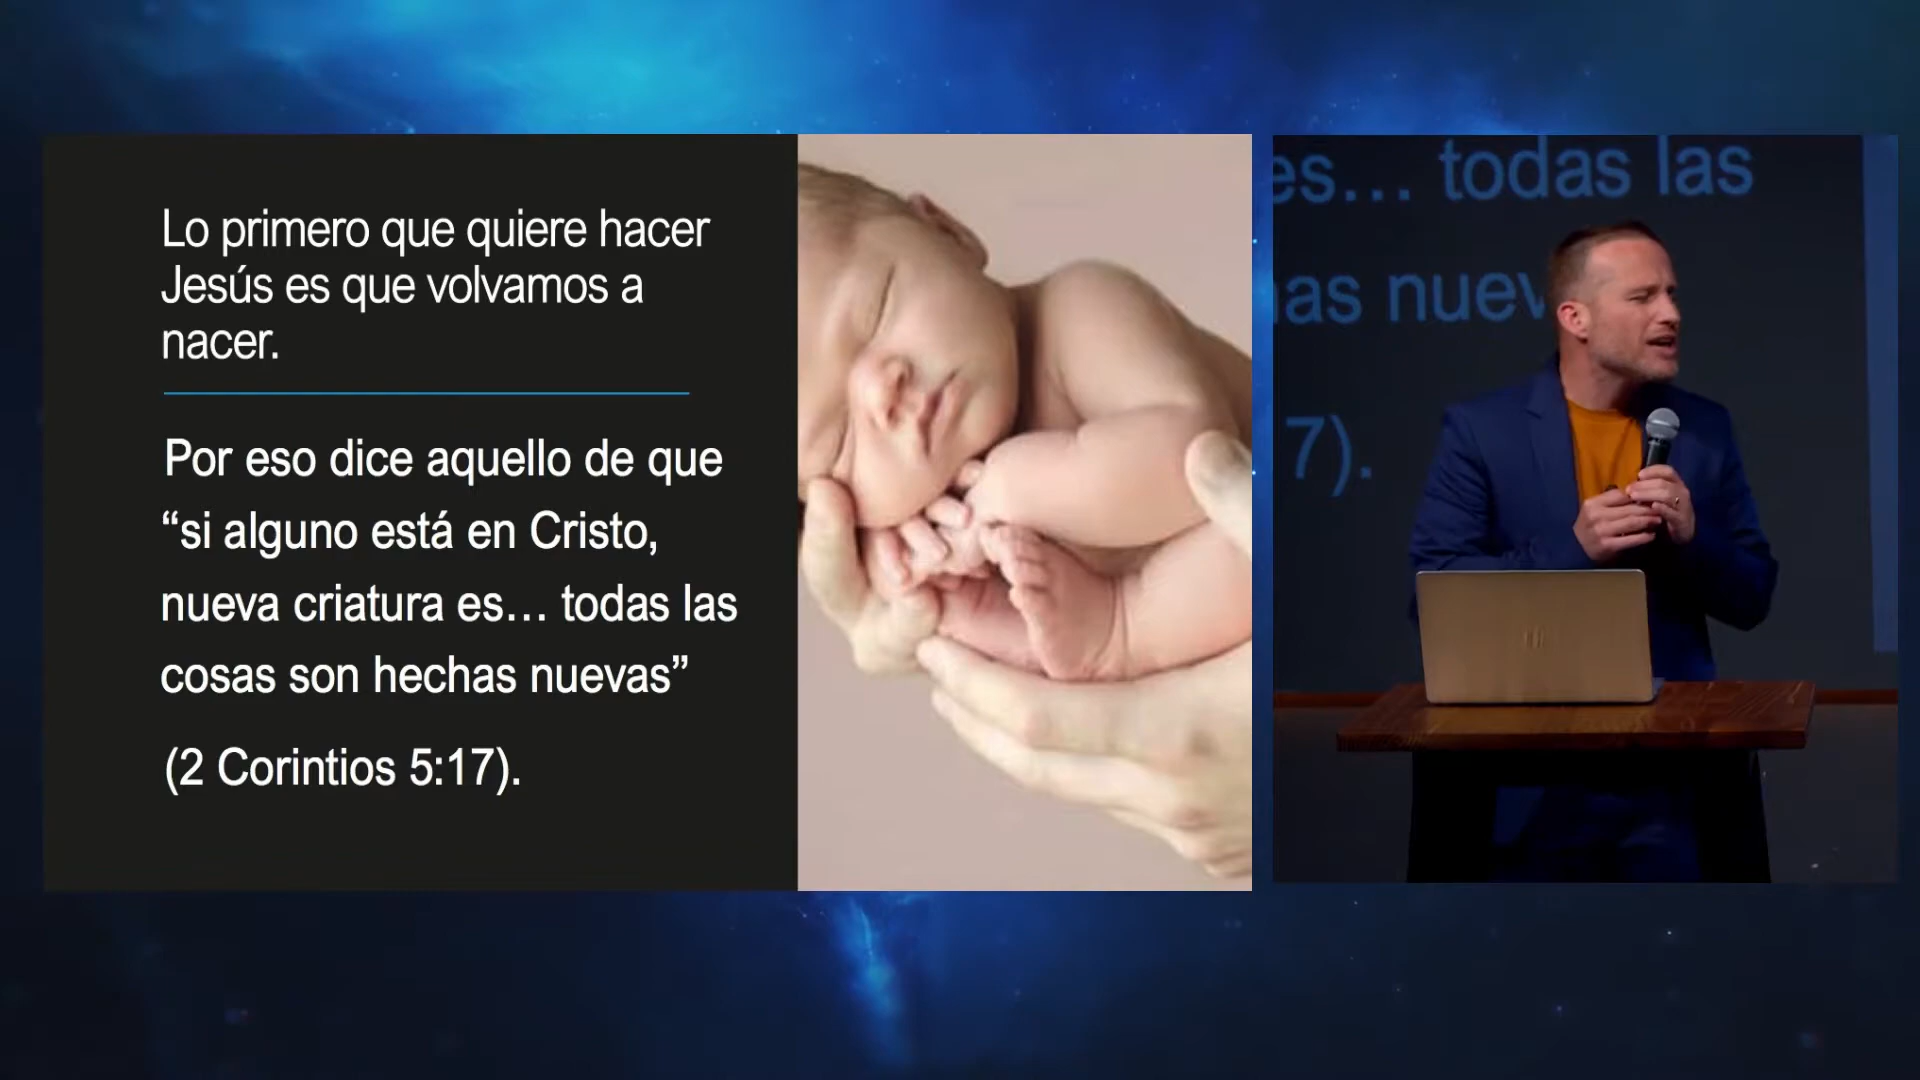 Lo primero que quiere hacer
Jesús es que volvamos a
nacer.
Por eso dice aquello de que
“si alguno está en Cristo,
nueva criatura es… todas las
cosas son hechas nuevas”
(2 Corintios 5:17).
es… todas las
has nuev
7).
hp